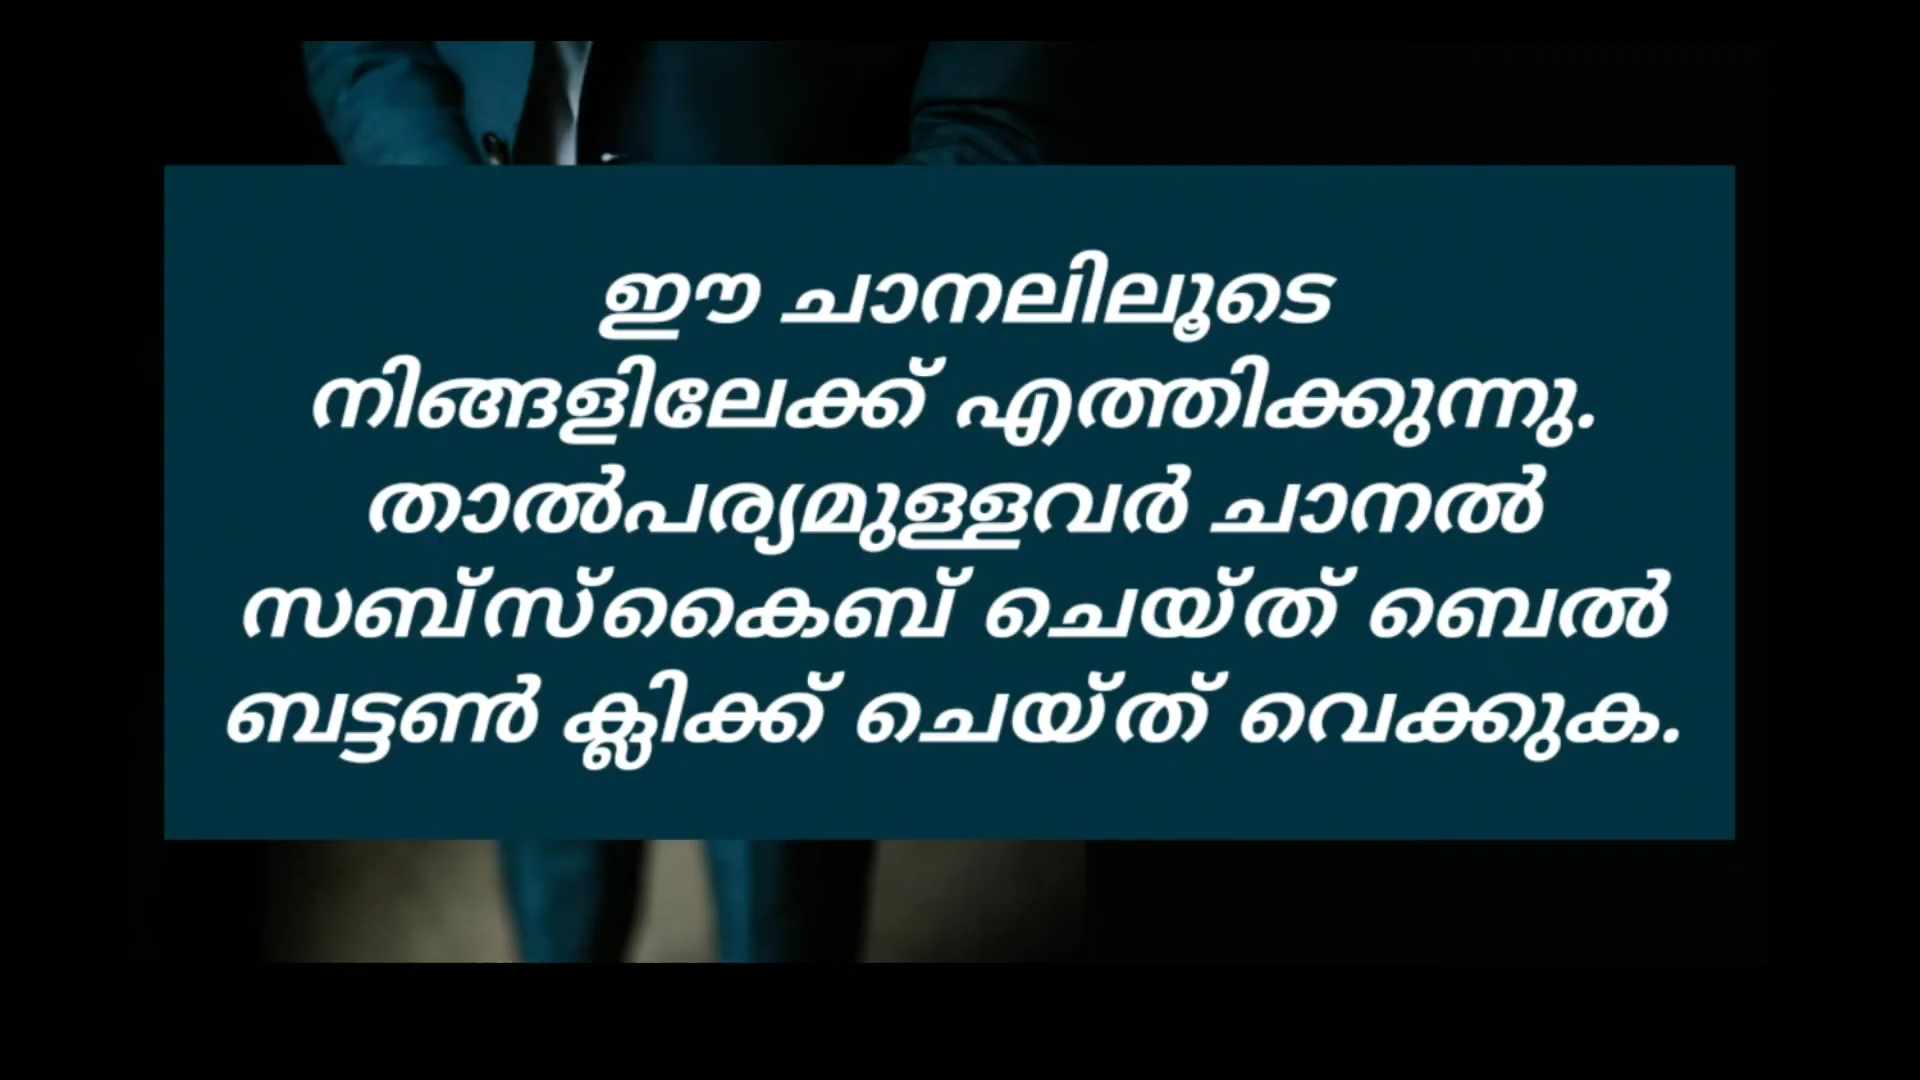 ഈ ചാനലിലൂടെ
നിങ്ങളിലേക്ക് എത്തിക്കുന്നു.
താൽപര്യമുള്ളവർ ചാനൽ
സബ്സ്കൈബ് ചെയ്ത് ബെൽ
ബട്ടൺ ക്ലിക്ക് ചെയ്ത് വെക്കുക.